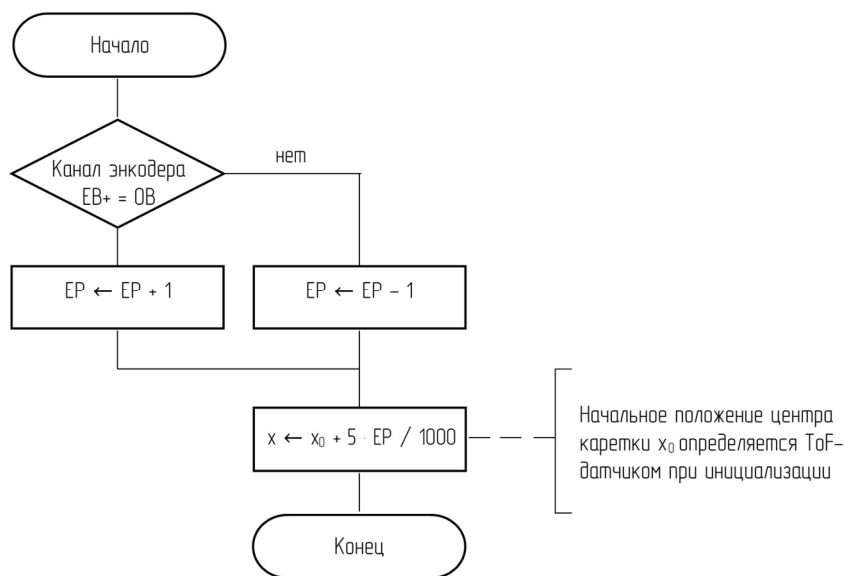 Начало
Канал энкодера
EB+ = 0B
нет
EP ← EP + 1
EP ← EP - 1
x ← x₀ + 5 · EP / 1000
Начальное положение центра
каретки x₀ определяется ToF-
датчиком при инициализации
Конец